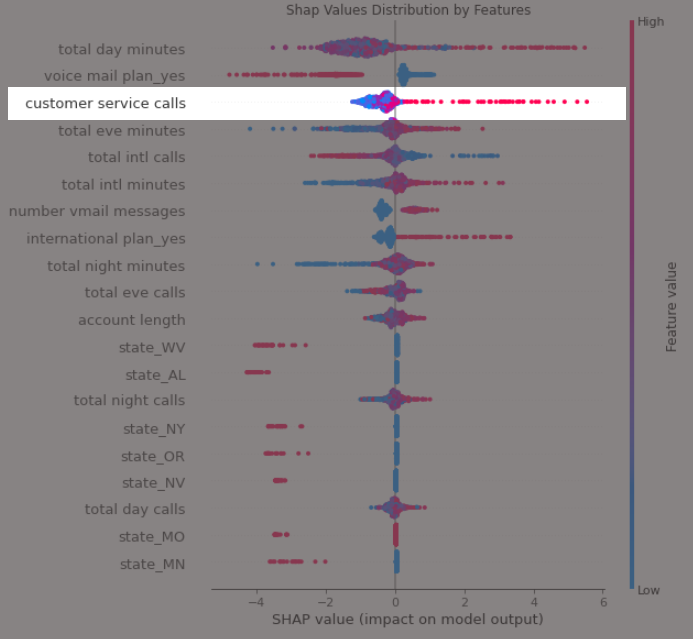 Shap Values Distribution by Features
High
total day minutes
voice mail plan_yes
customer service calls
total eve minutes
total intl calls
total intl minutes
number vmail messages
international plan_yes
total night minutes
total eve calls
account length
state_WV
state_AL
total night calls
state_NY
state_OR
state_NV
total day calls
state_MO
state_MN
Feature value
Low
−4 −2 0 2 4 6
SHAP value (impact on model output)